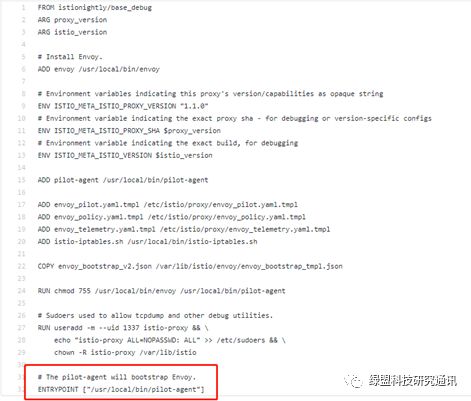 1 FROM istionightly/base_debug
2 ARG proxy_version
3 ARG istio_version
4
5 # Install Envoy.
6 ADD envoy /usr/local/bin/envoy
7
8 # Environment variables indicating this proxy's version/capabilities as opaque string
9 ENV ISTIO_META_ISTIO_PROXY_VERSION "1.1.0"
10 # Environment variable indicating the exact proxy sha - for debugging or version-specific configs
11 ENV ISTIO_META_ISTIO_PROXY_SHA $proxy_version
12 # Environment variable indicating the exact build, for debugging
13 ENV ISTIO_META_ISTIO_VERSION $istio_version
14
15 ADD pilot-agent /usr/local/bin/pilot-agent
16
17 ADD envoy_pilot.yaml.tmpl /etc/istio/proxy/envoy_pilot.yaml.tmpl
18 ADD envoy_policy.yaml.tmpl /etc/istio/proxy/envoy_policy.yaml.tmpl
19 ADD envoy_telemetry.yaml.tmpl /etc/istio/proxy/envoy_telemetry.yaml.tmpl
20 ADD istio-iptables.sh /usr/local/bin/istio-iptables.sh
21
22 COPY envoy_bootstrap_v2.json /var/lib/istio/envoy/envoy_bootstrap_tmpl.json
23
24 RUN chmod 755 /usr/local/bin/envoy /usr/local/bin/pilot-agent
25
26 # Sudoers used to allow tcpdump and other debug utilities.
27 RUN useradd -m --uid 1337 istio-proxy && \
28 echo "istio-proxy ALL=NOPASSWD: ALL" >> /etc/sudoers && \
29 chown -R istio-proxy /var/lib/istio
30
31 # The pilot-agent will bootstrap Envoy.
32 ENTRYPOINT ["/usr/local/bin/pilot-agent"]
绿盟科技研究通讯